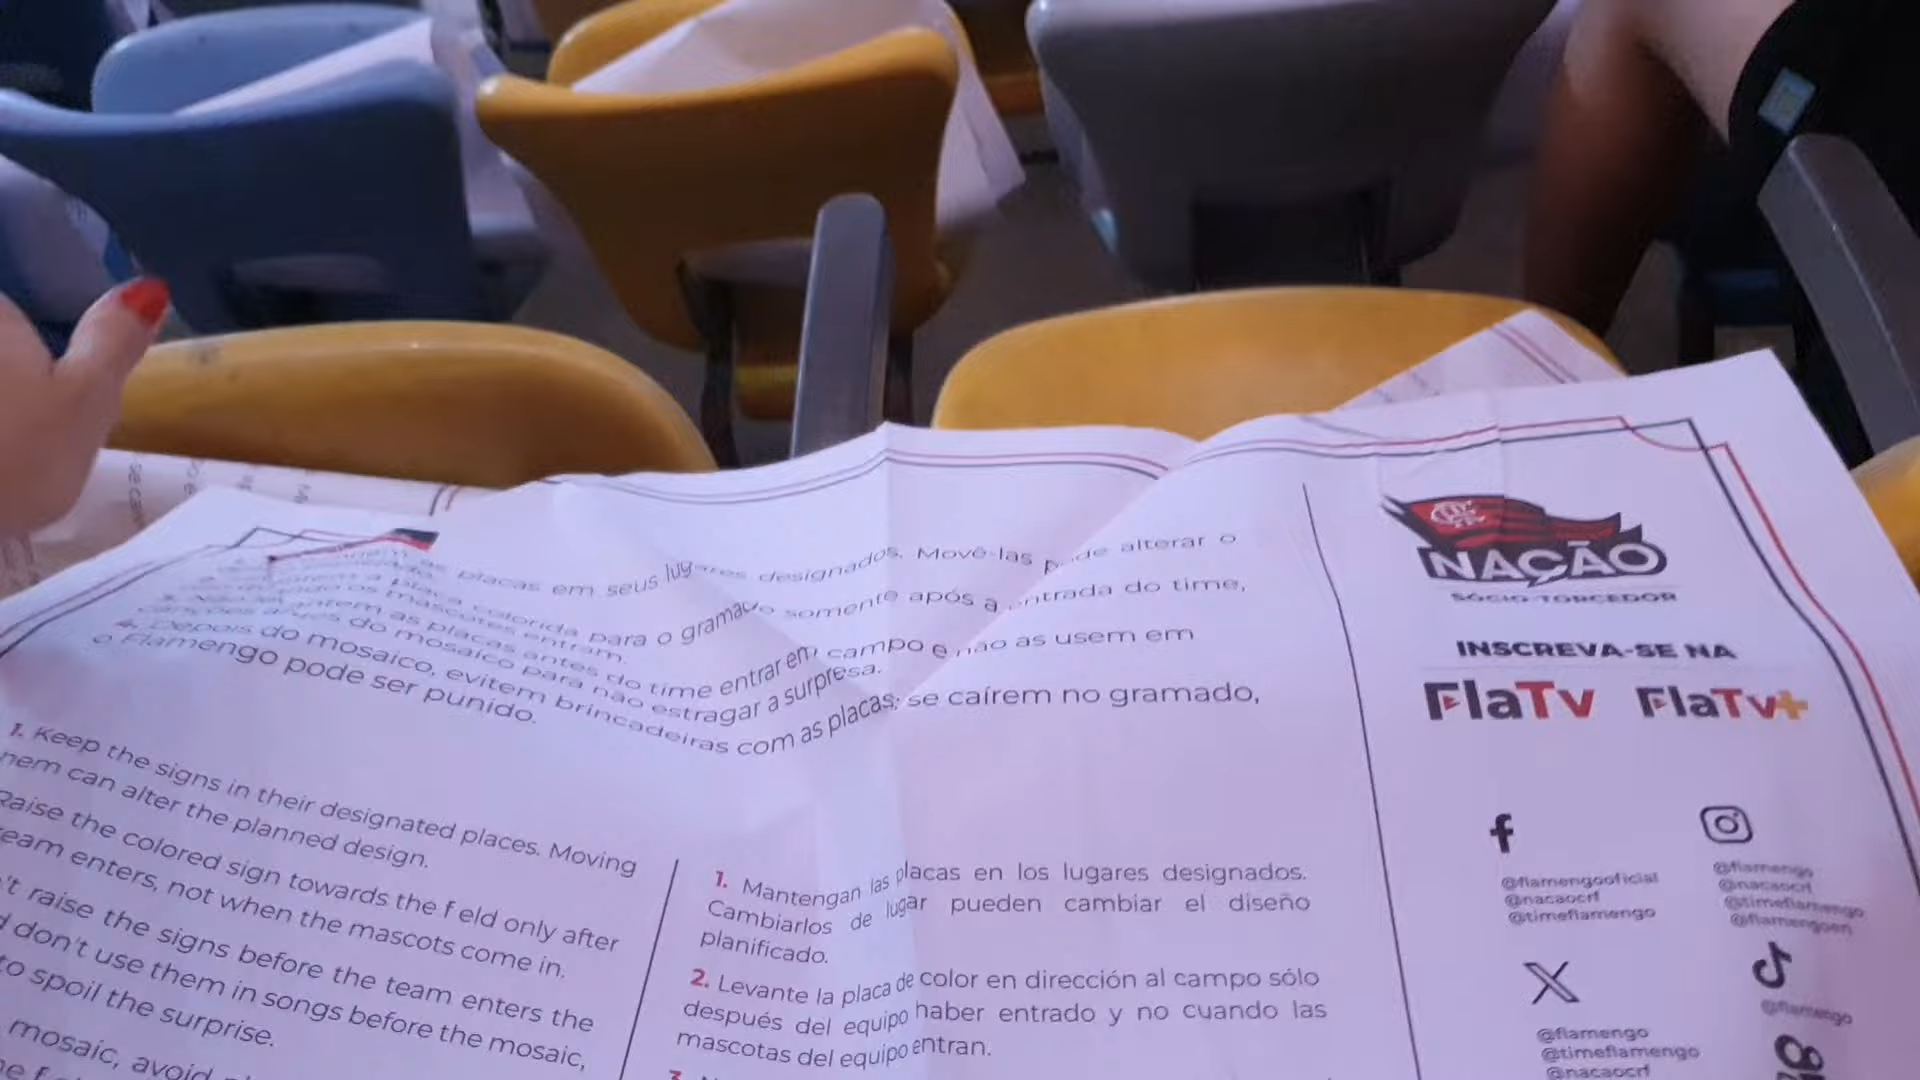 as placas em seus lugares designados. Movê-las pode alterar o
a placa colorida para o gramado somente após a entrada do time,
os mascotes entram.
as placas antes do time entrar em campo e não as usem em
do mosaico para não estragar a surpresa.
4. Depois do mosaico, evitem brincadeiras com as placas; se caírem no gramado,
o Flamengo pode ser punido.
1. Keep the signs in their designated places. Moving
hem can alter the planned design.
Raise the colored sign towards the f eld only after
eam enters, not when the mascots come in.
't raise the signs before the team enters the
d don't use them in songs before the mosaic,
to spoil the surprise.
mosaic, avoid
1. Mantengan las placas en los lugares designados.
Cambiarlos de lugar pueden cambiar el diseño
planificado.
2. Levante la placa de color en dirección al campo sólo
después del equipo haber entrado y no cuando las
mascotas del equipo entran.
3.
NAÇÃO
SÓCIO-TORCEDOR
INSCREVA-SE NA
FlaTv FlaTv+
@flamengooficial
@nacaocrf
@timeflamengo
@flamengo
@nacaocrf
@timeflamengo
@flamengoen
@flamengo
@timeflamengo
@nacaocrf
@flamengo